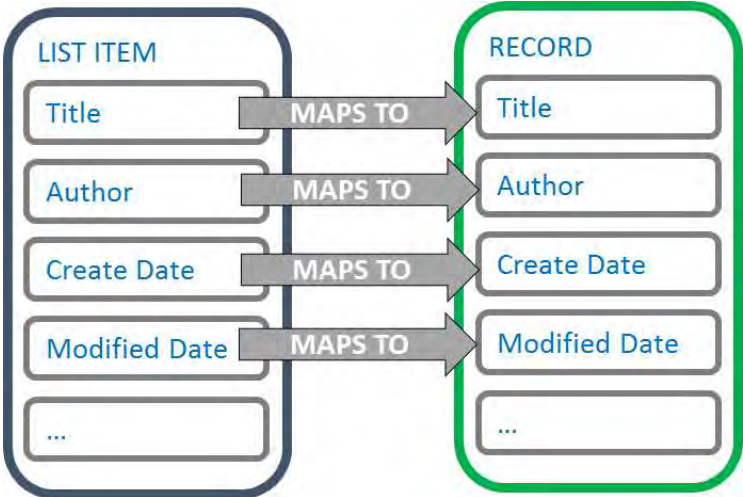 LIST ITEM
RECORD
Title
MAPS TO
Title
Author
MAPS TO
Author
Create Date
MAPS TO
Create Date
Modified Date
MAPS TO
Modified Date
...
...